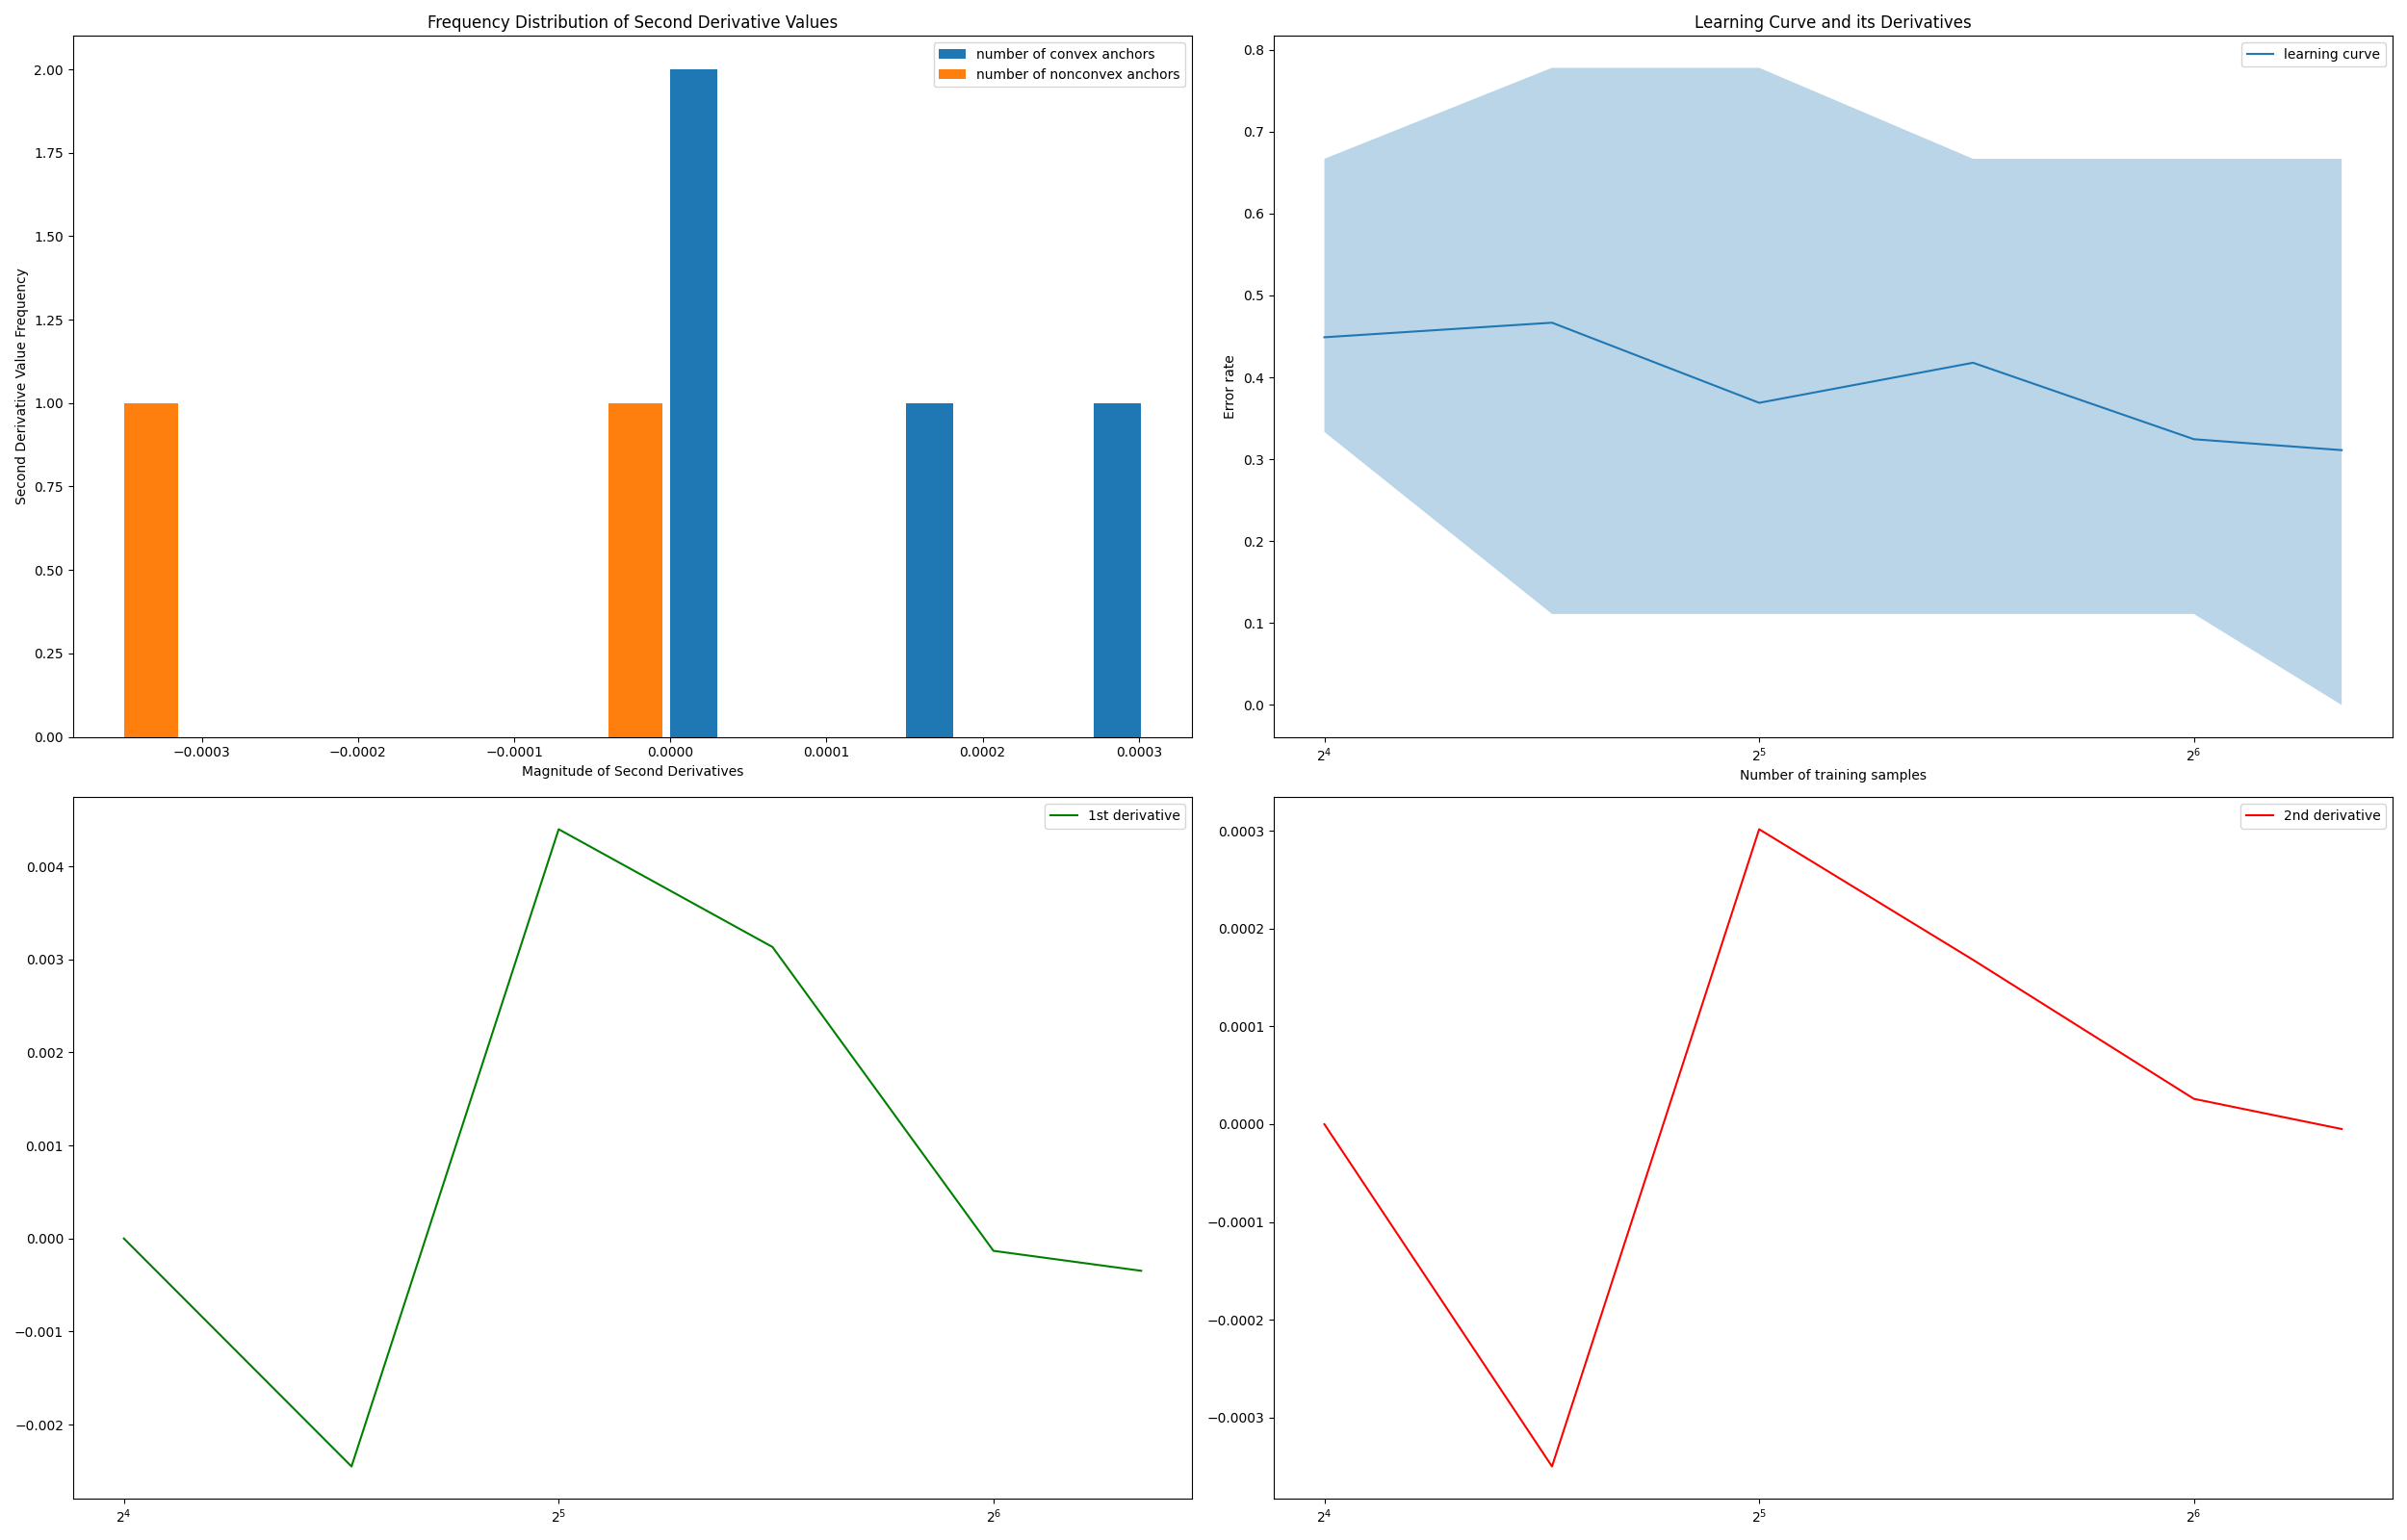 Frequency Distribution of Second Derivative Values
number of convex anchors
number of nonconvex anchors
2.00
1.75
1.50
1.25
1.00
0.75
0.50
0.25
0.00
Second Derivative Value Frequency
−0.0003 −0.0002 −0.0001 0.0000 0.0001 0.0002 0.0003
Magnitude of Second Derivatives
Learning Curve and its Derivatives
learning curve
0.8
0.7
0.6
0.5
0.4
0.3
0.2
0.1
0.0
Error rate
2⁴ 2⁵ 2⁶
Number of training samples
1st derivative
0.004
0.003
0.002
0.001
0.000
−0.001
−0.002
2⁴ 2⁵ 2⁶
2nd derivative
0.0003
0.0002
0.0001
0.0000
−0.0001
−0.0002
−0.0003
2⁴ 2⁵ 2⁶